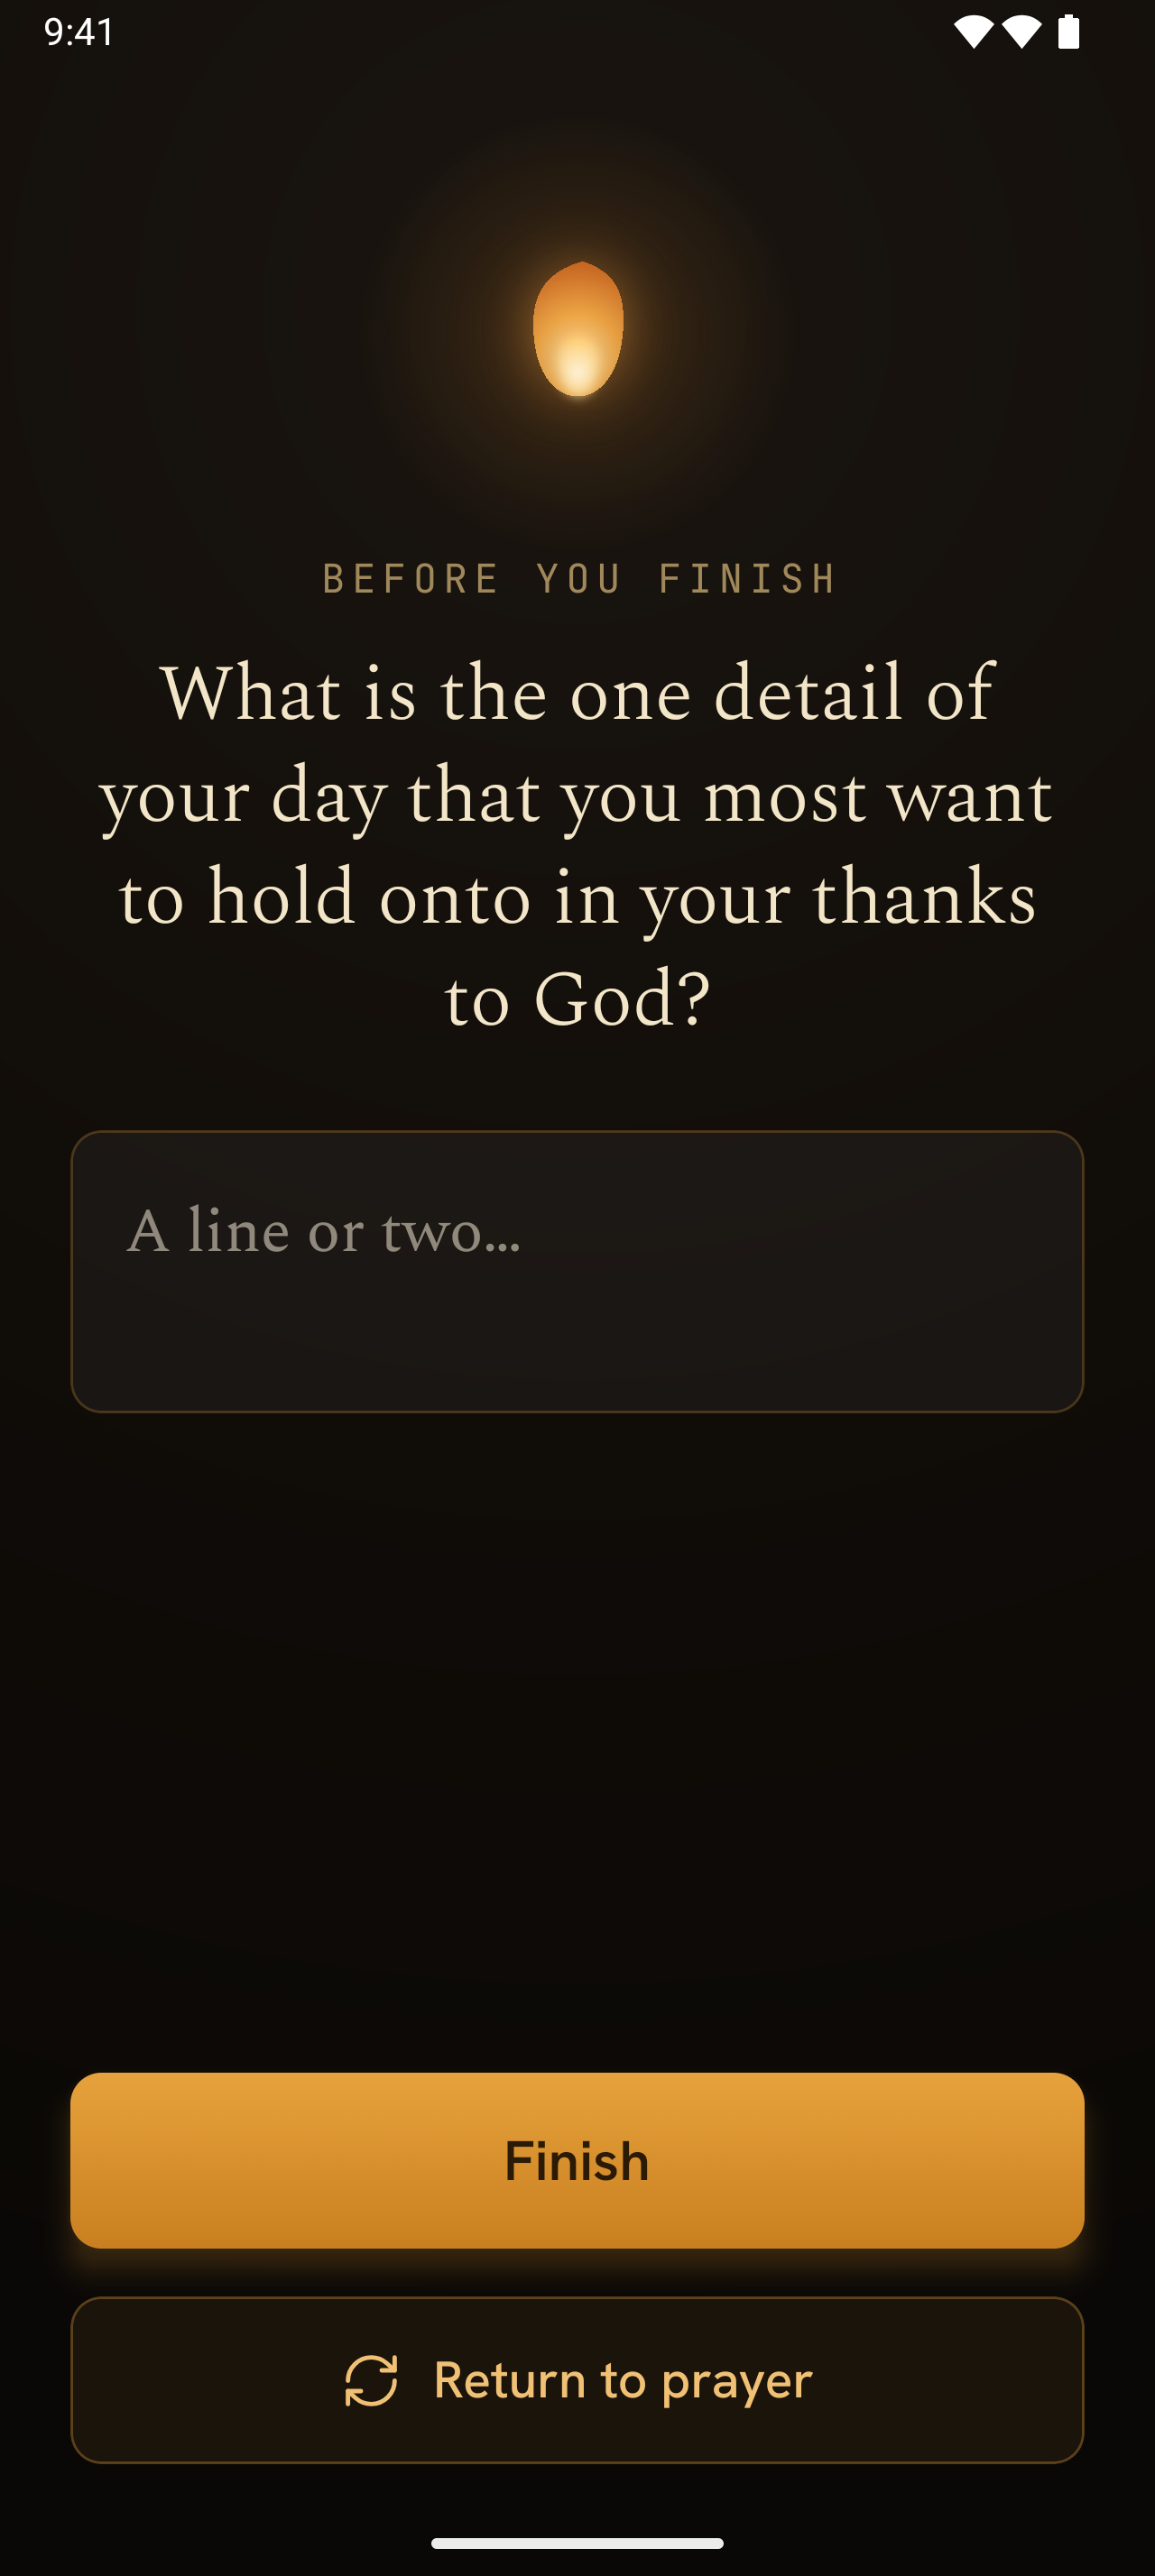 9:41
BEFORE YOU FINISH
What is the one detail of
your day that you most want
to hold onto in your thanks
to God?
A line or two…
Finish
Return to prayer